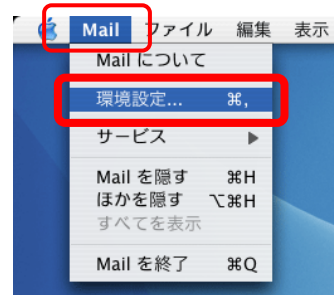 Mail ファイル 編集 表示
Mail について
環境設定... ⌘,
サービス ▶
Mail を隠す ⌘H
ほかを隠す ⌥⌘H
すべてを表示
Mail を終了 ⌘Q